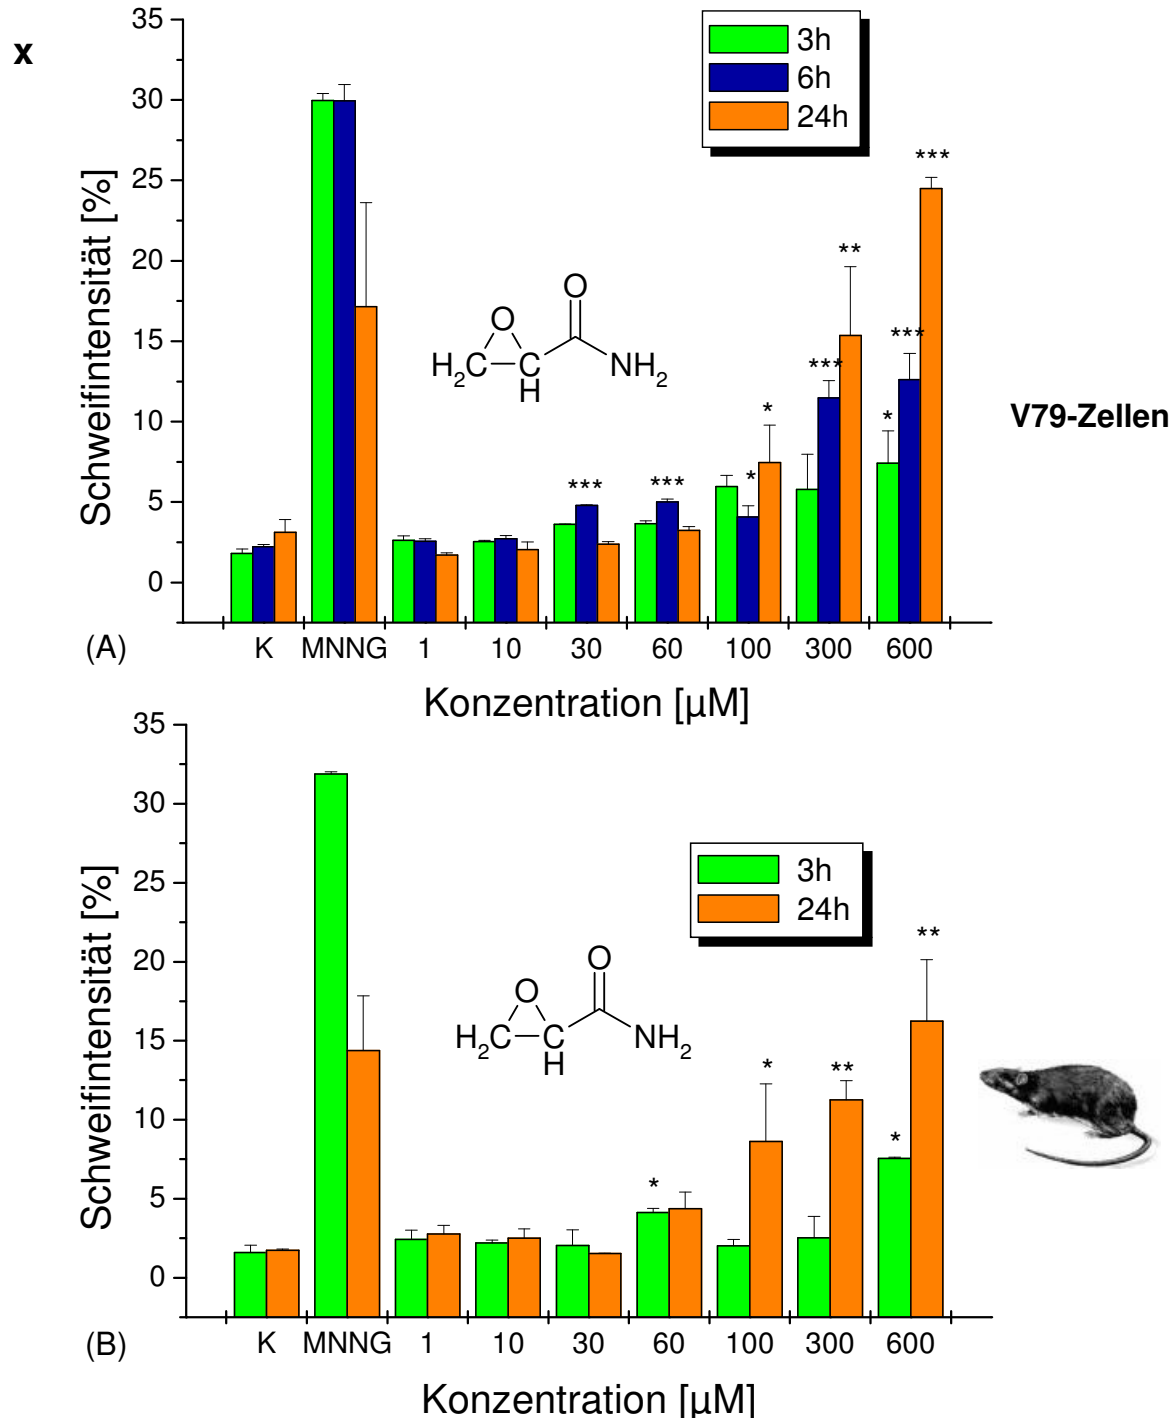 x
35
30
25
20
15
10
5
0
Schweifintensität [%]
3h
6h
24h
O
O
H2C
C
H
NH2
***
***
*
*
***
**
*
***
***
V79-Zellen
K MNNG 1 10 30 60 100 300 600
(A)
Konzentration [µM]
35
30
25
20
15
10
5
0
Schweifintensität [%]
3h
24h
O
O
H2C
C
H
NH2
*
*
**
*
**
K MNNG 1 10 30 60 100 300 600
(B)
Konzentration [µM]